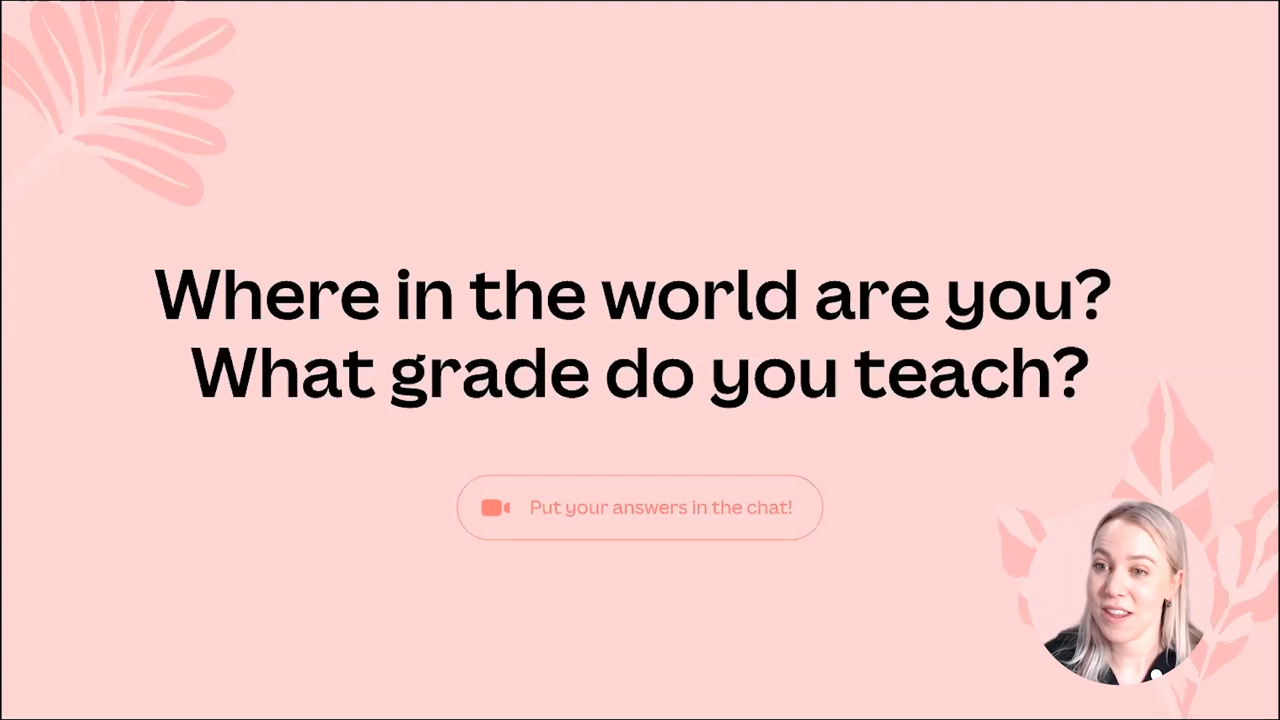 Where in the world are you?
What grade do you teach?
Put your answers in the chat!